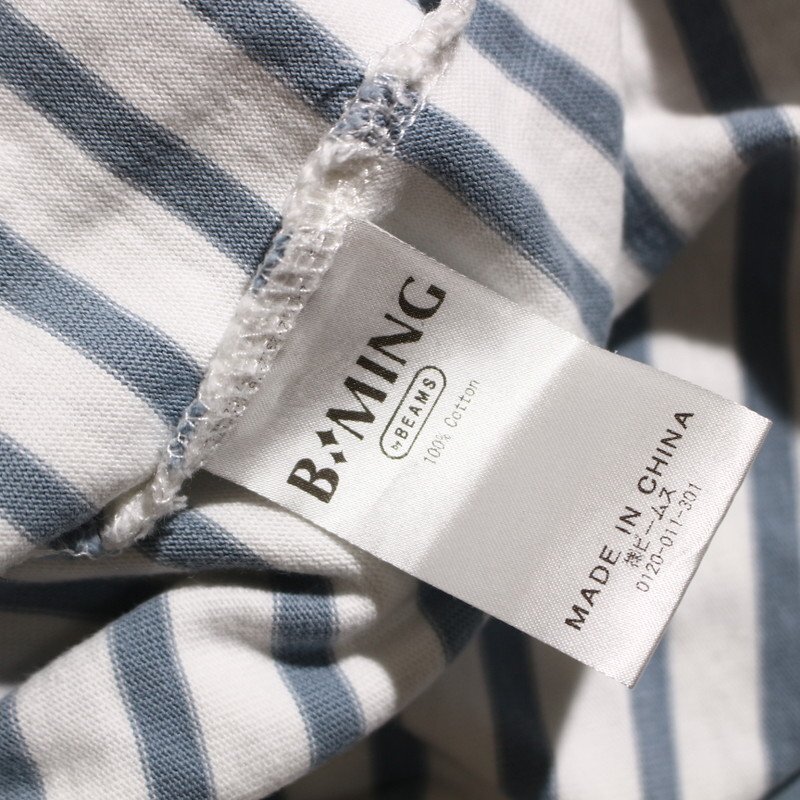 B:MING
by BEAMS
100% Cotton
MADE IN CHINA
㈱ビームス
0120-011-301